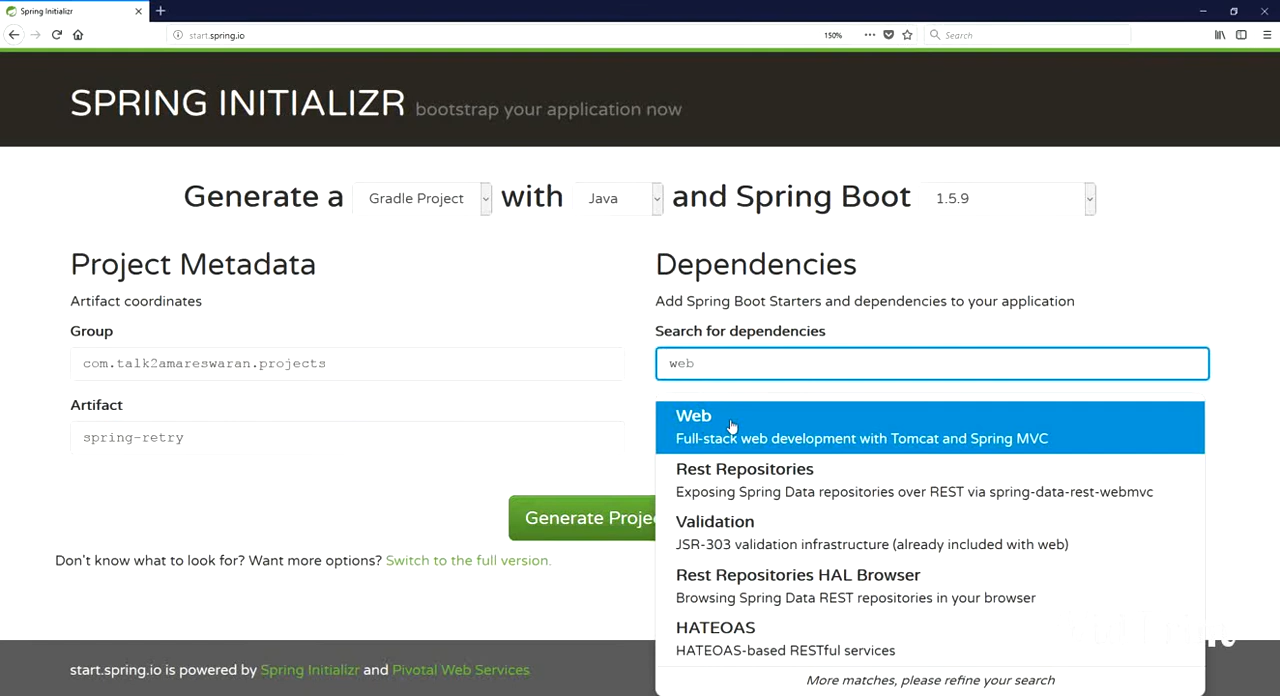 Spring Initializr
start.spring.io
150%
Search
SPRING INITIALIZR bootstrap your application now
Generate a Gradle Project with Java and Spring Boot 1.5.9
Project Metadata
Artifact coordinates
Group
com.talk2amareswaran.projects
Artifact
spring-retry
Dependencies
Add Spring Boot Starters and dependencies to your application
Search for dependencies
web
Web
Full-stack web development with Tomcat and Spring MVC
Rest Repositories
Exposing Spring Data repositories over REST via spring-data-rest-webmvc
Validation
JSR-303 validation infrastructure (already included with web)
Rest Repositories HAL Browser
Browsing Spring Data REST repositories in your browser
HATEOAS
HATEOAS-based RESTful services
More matches, please refine your search
Generate Projec
Don't know what to look for? Want more options? Switch to the full version.
start.spring.io is powered by Spring Initializr and Pivotal Web Services